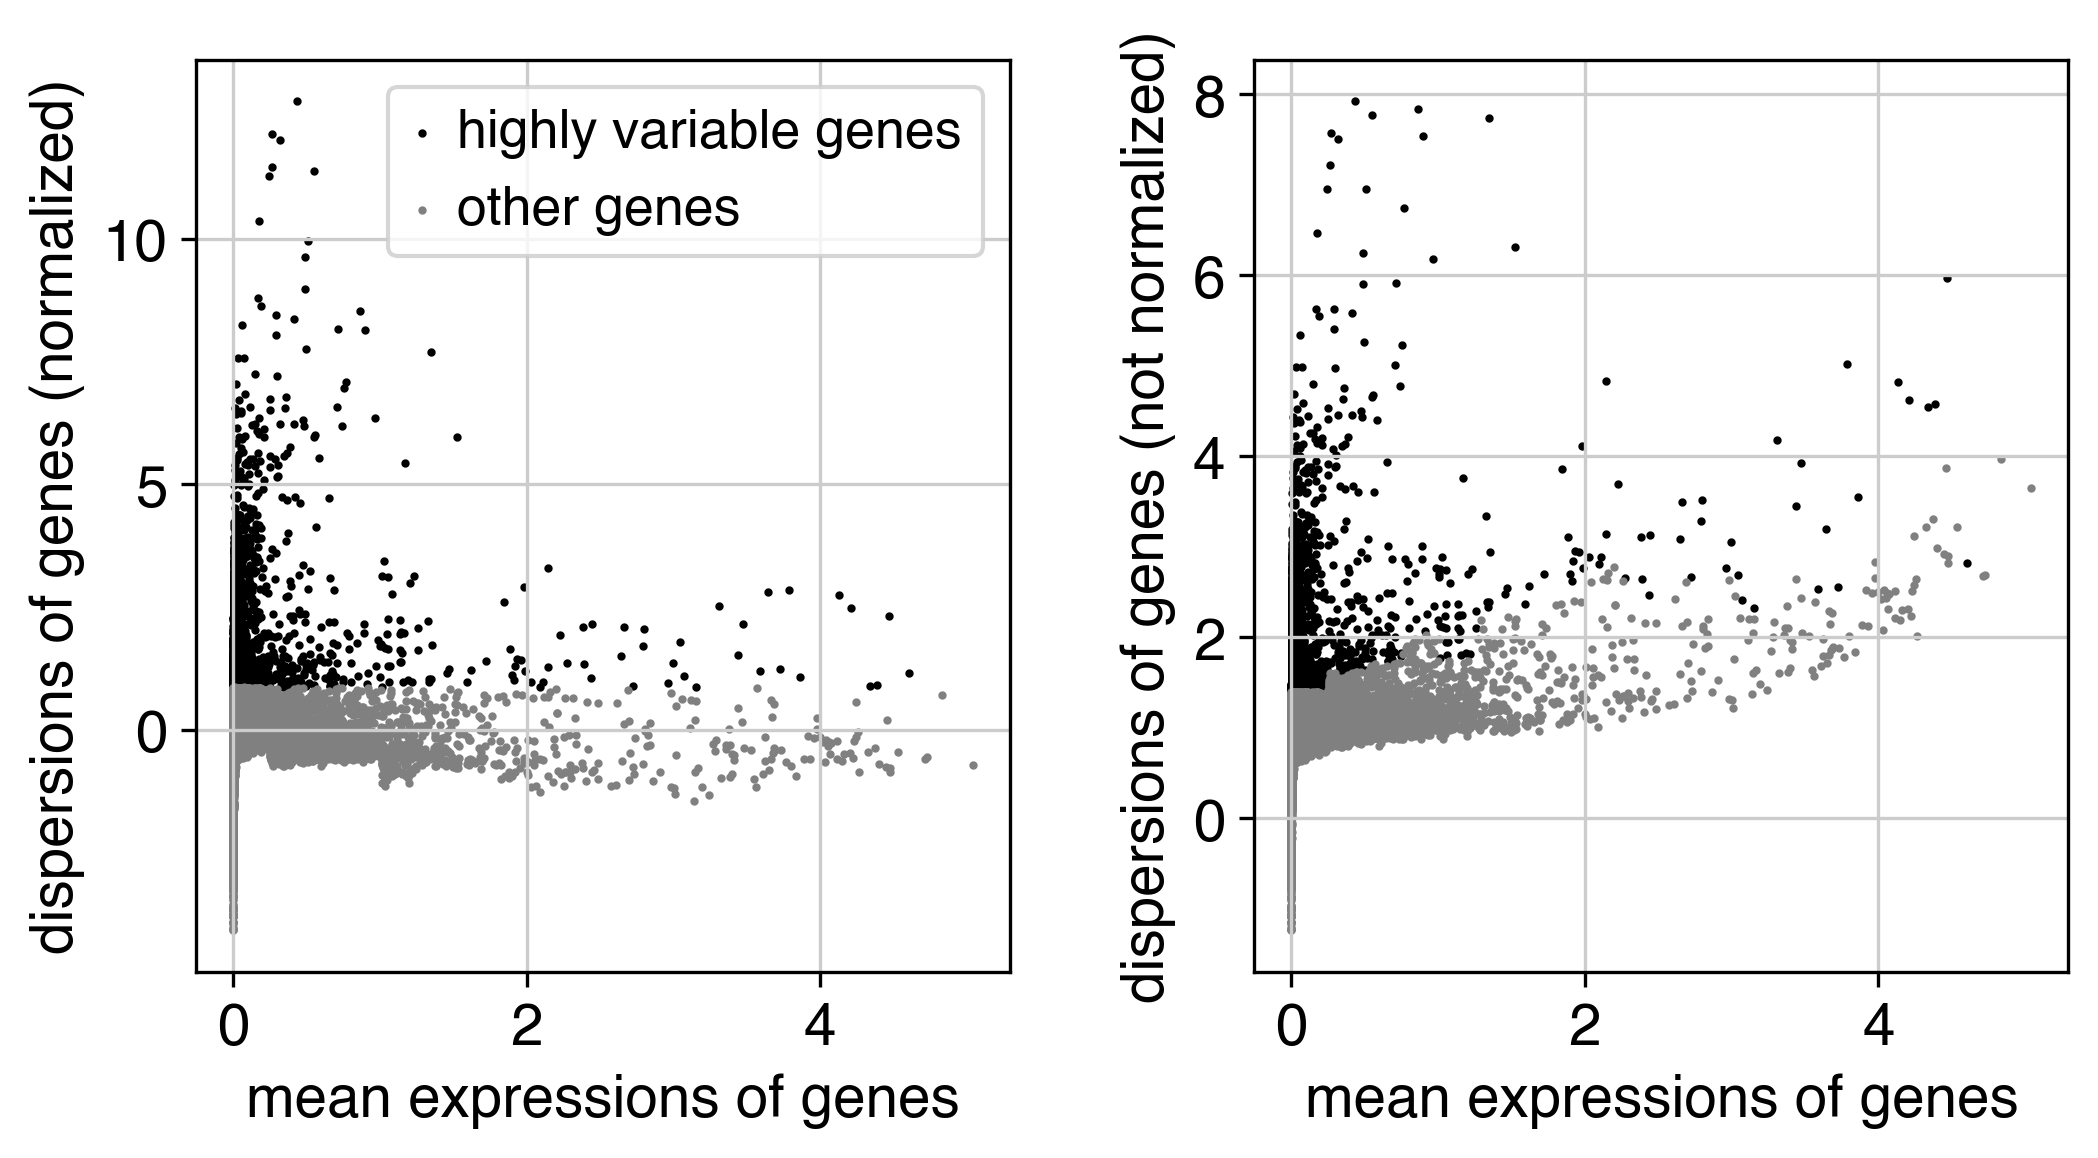 dispersions of genes (normalized)
10
5
0
0
2
4
mean expressions of genes
highly variable genes
other genes
dispersions of genes (not normalized)
8
6
4
2
0
0
2
4
mean expressions of genes